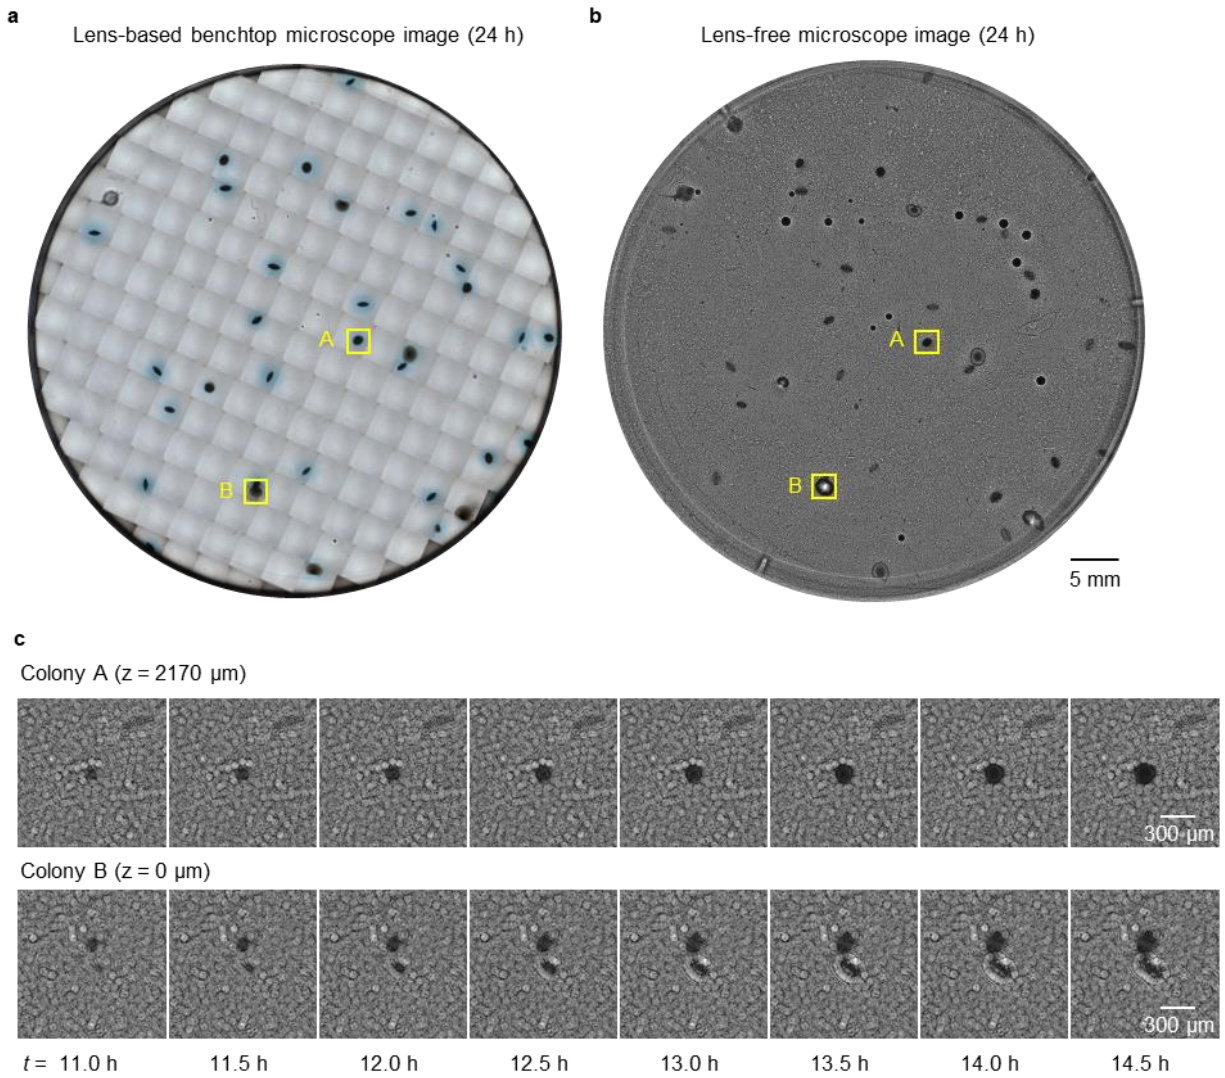 a
Lens-based benchtop microscope image (24 h)
A
B
b
Lens-free microscope image (24 h)
A
B
5 mm
c
Colony A (z = 2170 µm)
300 µm
Colony B (z = 0 µm)
300 µm
t = 11.0 h 11.5 h 12.0 h 12.5 h 13.0 h 13.5 h 14.0 h 14.5 h